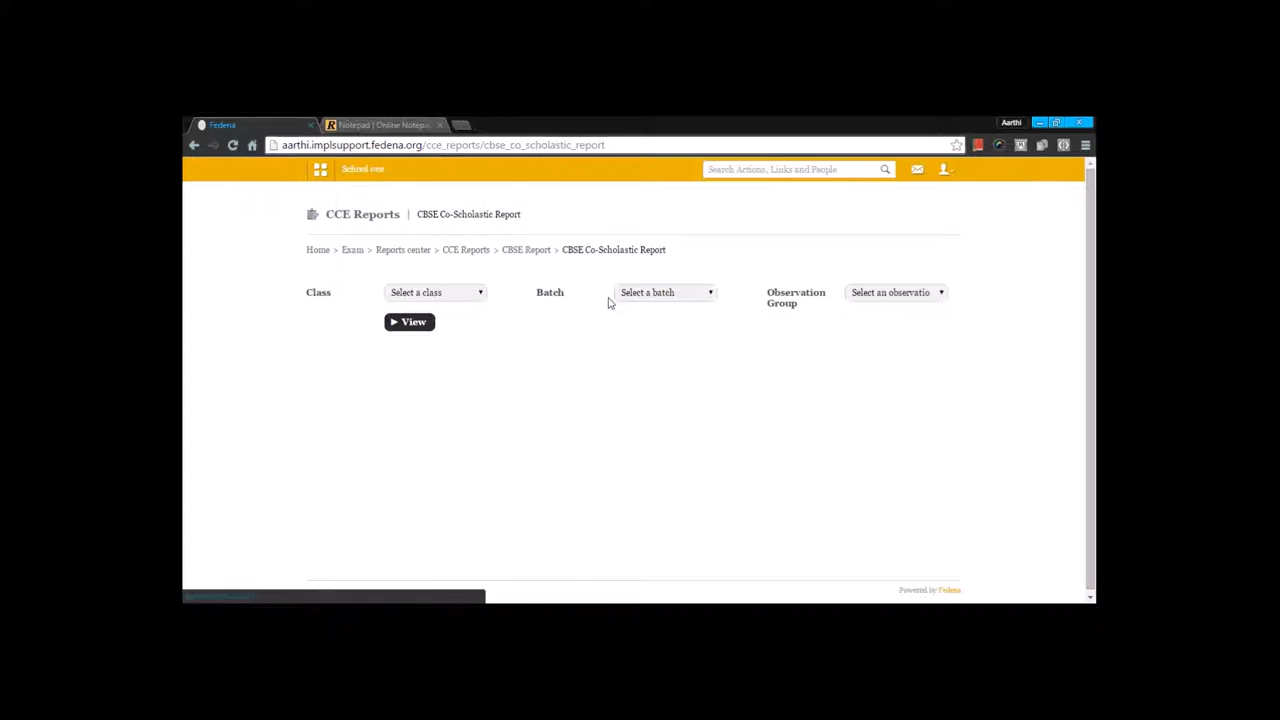 Fedena
Notepad | Online Notepa
Aarthi
aarthi.implsupport.fedena.org/cce_reports/cbse_co_scholastic_report
School one
Search Actions, Links and People
CCE Reports | CBSE Co-Scholastic Report
Home > Exam > Reports center > CCE Reports > CBSE Report > CBSE Co-Scholastic Report
Class Select a class Batch Select a batch Observation Group Select an observatio
View
Powered by Fedena